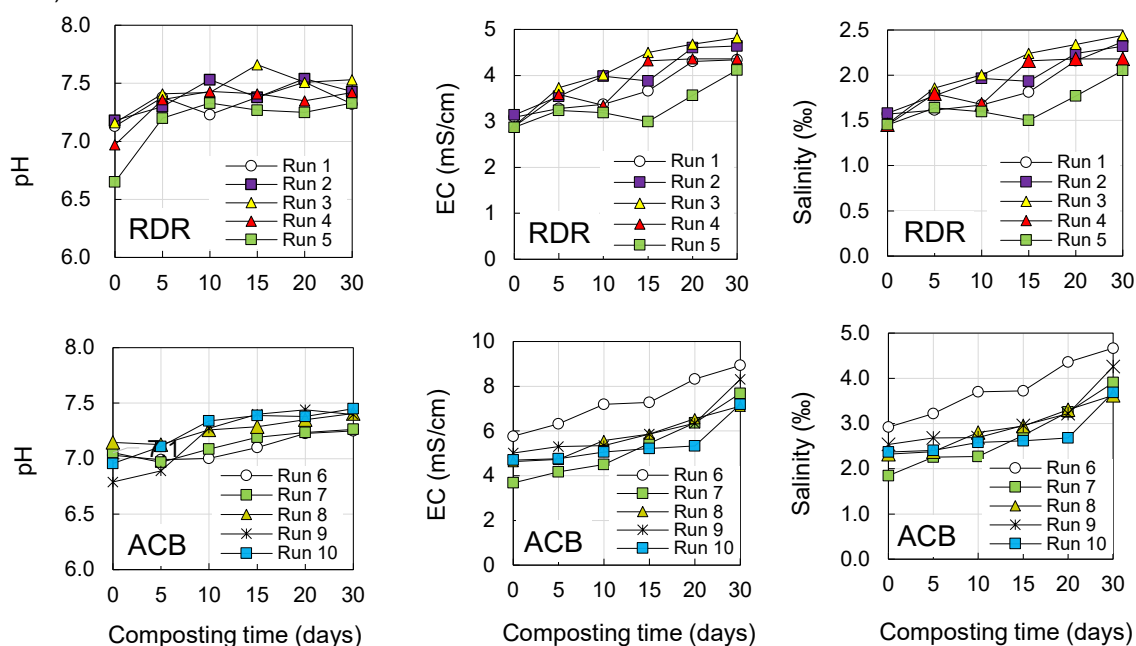 8.0
7.5
7.0
6.5
6.0
pH
Run 1
Run 2
Run 3
Run 4
Run 5
RDR
0 5 10 15 20 30
5
4
3
2
1
0
EC (mS/cm)
Run 1
Run 2
Run 3
Run 4
Run 5
RDR
0 5 10 15 20 30
2.5
2.0
1.5
1.0
0.5
0.0
Salinity (‰)
Run 1
Run 2
Run 3
Run 4
Run 5
RDR
0 5 10 15 20 30
8.0
7.5
7.0
6.5
6.0
pH
Run 6
Run 7
Run 8
Run 9
Run 10
ACB
0 5 10 15 20 30
Composting time (days)
10
8
6
4
2
0
EC (mS/cm)
Run 6
Run 7
Run 8
Run 9
Run 10
ACB
0 5 10 15 20 30
Composting time (days)
5.0
4.0
3.0
2.0
1.0
0.0
Salinity (‰)
Run 6
Run 7
Run 8
Run 9
Run 10
ACB
0 5 10 15 20 30
Composting time (days)